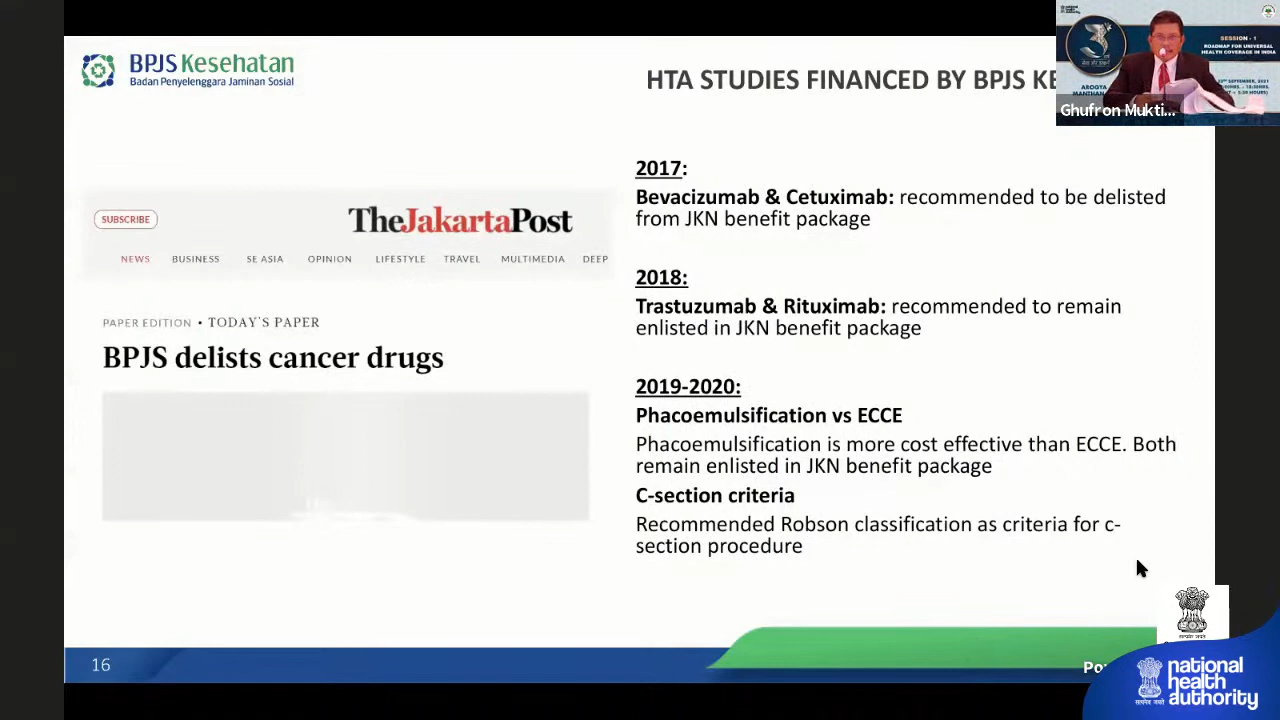 BPJS Kesehatan
Badan Penyelenggara Jaminan Sosial
HTA STUDIES FINANCED BY BPJS KE
SESSION - 1
ROADMAP FOR UNIVERSAL
HEALTH COVERAGE IN INDIA
AROGYA
MANTHAN
Ghufron Mukti...
SUBSCRIBE
TheJakartaPost
NEWS BUSINESS SE ASIA OPINION LIFESTYLE TRAVEL MULTIMEDIA DEEP
PAPER EDITION • TODAY'S PAPER
BPJS delists cancer drugs
2017:
Bevacizumab & Cetuximab: recommended to be delisted
from JKN benefit package
2018:
Trastuzumab & Rituximab: recommended to remain
enlisted in JKN benefit package
2019-2020:
Phacoemulsification vs ECCE
Phacoemulsification is more cost effective than ECCE. Both
remain enlisted in JKN benefit package
C-section criteria
Recommended Robson classification as criteria for c-
section procedure
16
national
health
authority